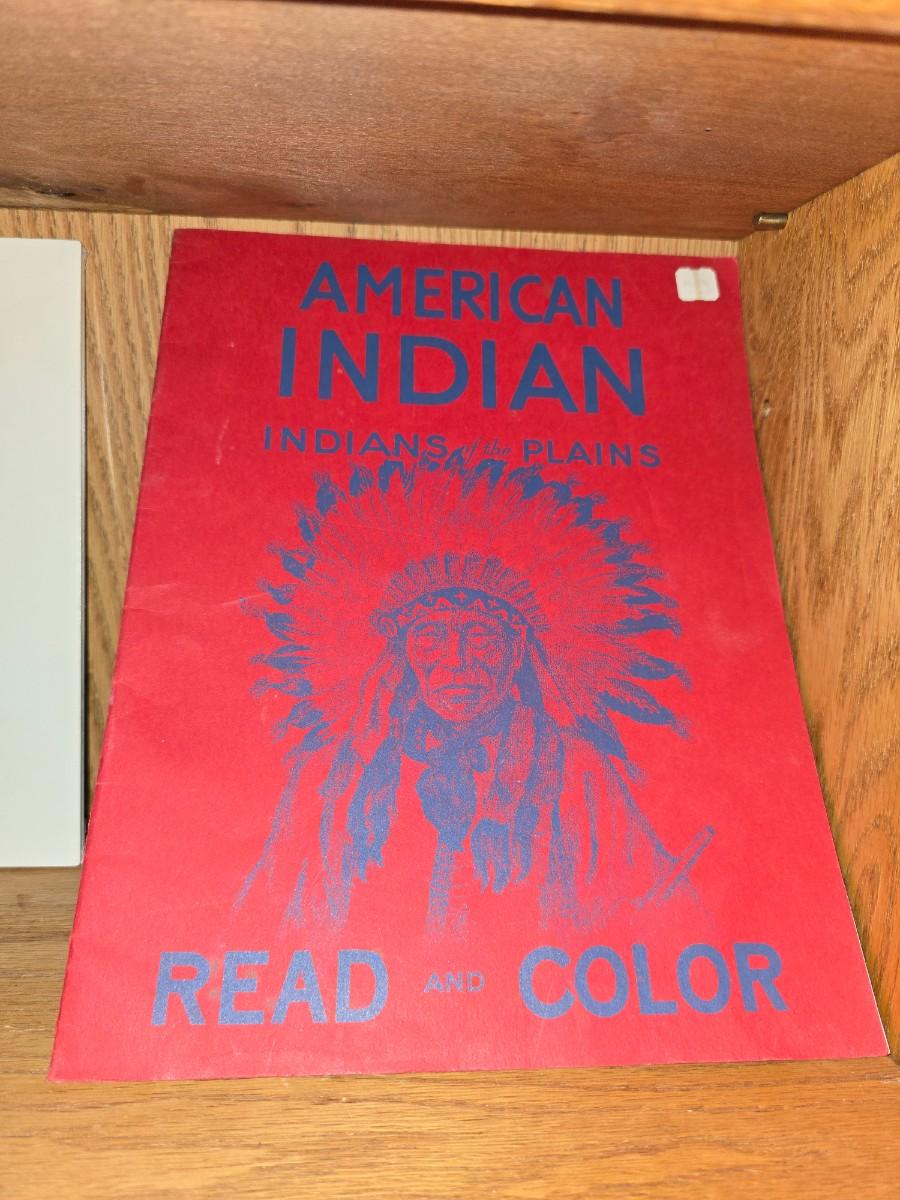 AMERICAN
INDIAN
INDIANS of the PLAINS
READ AND COLOR